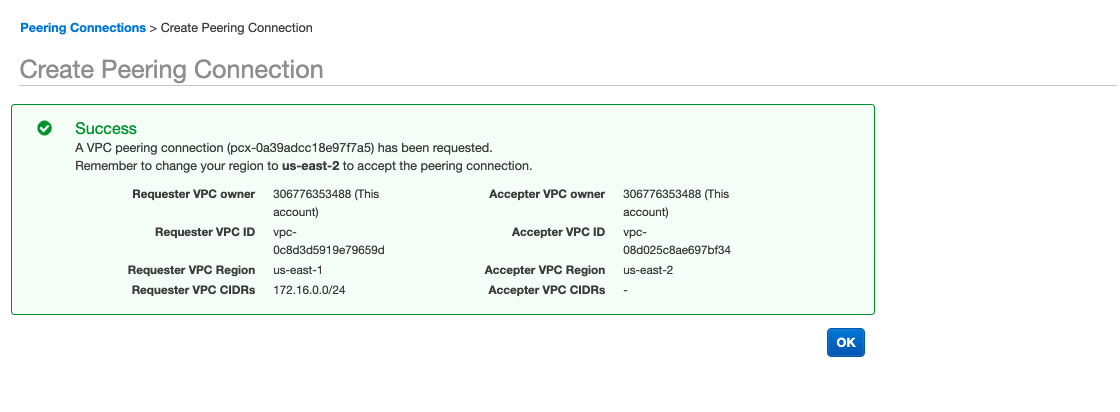 Peering Connections > Create Peering Connection
Create Peering Connection
Success
A VPC peering connection (pcx-0a39adcc18e97f7a5) has been requested.
Remember to change your region to us-east-2 to accept the peering connection.
Requester VPC owner 306776353488 (This account)
Accepter VPC owner 306776353488 (This account)
Requester VPC ID vpc-0c8d3d5919e79659d
Accepter VPC ID vpc-08d025c8ae697bf34
Requester VPC Region us-east-1
Accepter VPC Region us-east-2
Requester VPC CIDRs 172.16.0.0/24
Accepter VPC CIDRs -
OK